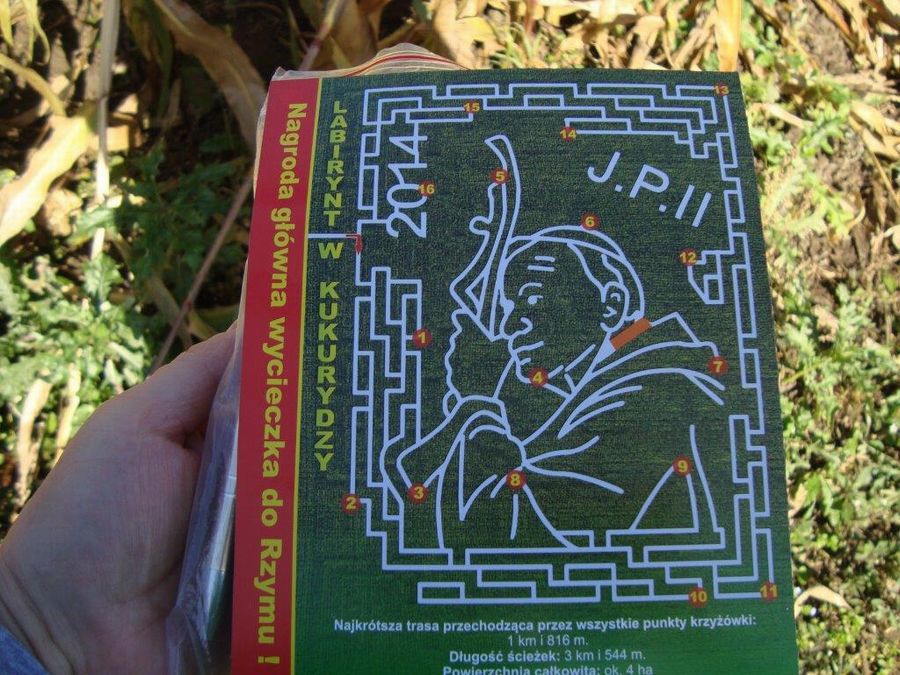 Nagroda główna wycieczka do Rzymu !
LABIRYNT W KUKURYDZY
2014
J.P.II
13
15
14
5
16
6
12
1
7
4
9
8
3
2
11
10
Najkrótsza trasa przechodząca przez wszystkie punkty krzyżówki:
1 km i 816 m.
Długość ścieżek: 3 km i 544 m.
Powierzchnia całkowita: ok. 4 ha